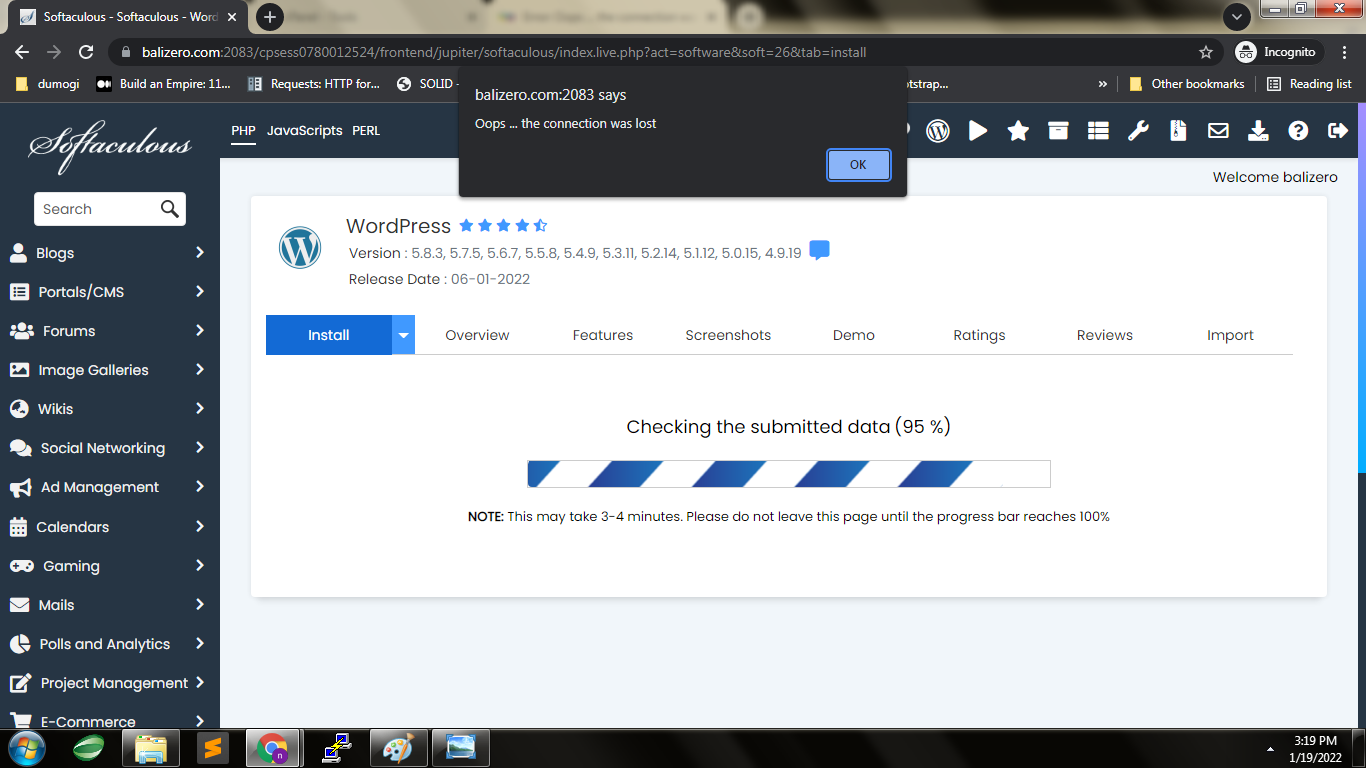 Softaculous - Softaculous - Word
balizero.com:2083/cpsess0780012524/frontend/jupiter/softaculous/index.live.php?act=software&soft=26&tab=install
Incognito
dumogi
Build an Empire: 11...
Requests: HTTP for...
SOLID -
otstrap...
»
Other bookmarks
Reading list
balizero.com:2083 says
Oops ... the connection was lost
OK
Softaculous
PHP JavaScripts PERL
Welcome balizero
Search
Blogs
Portals/CMS
Forums
Image Galleries
Wikis
Social Networking
Ad Management
Calendars
Gaming
Mails
Polls and Analytics
Project Management
E-Commerce
WordPress
Version : 5.8.3, 5.7.5, 5.6.7, 5.5.8, 5.4.9, 5.3.11, 5.2.14, 5.1.12, 5.0.15, 4.9.19
Release Date : 06-01-2022
Install Overview Features Screenshots Demo Ratings Reviews Import
Checking the submitted data (95 %)
NOTE: This may take 3-4 minutes. Please do not leave this page until the progress bar reaches 100%
3:19 PM
1/19/2022